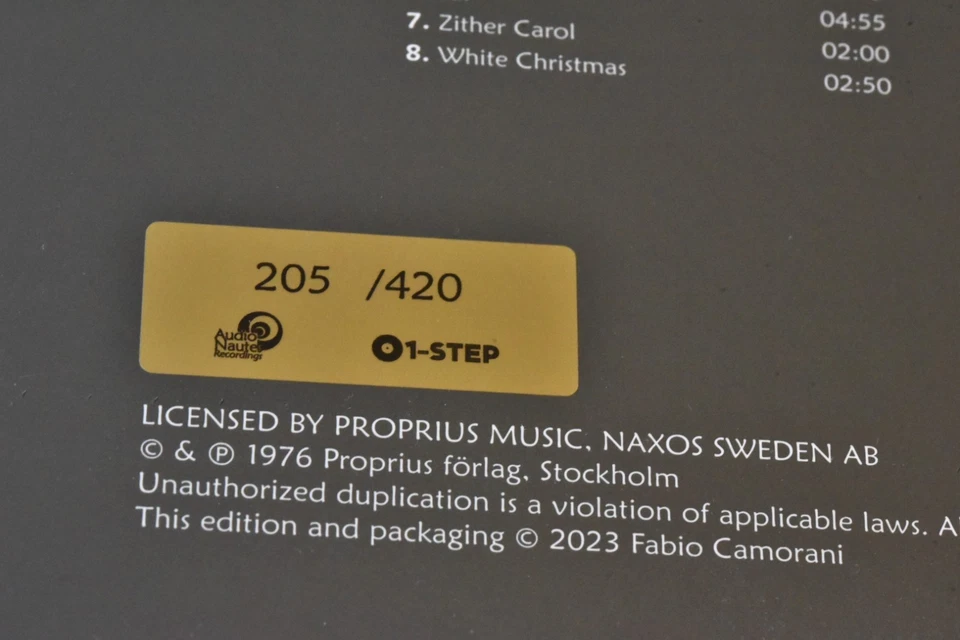 04:55
7. Zither Carol 02:00
8. White Christmas 02:50
205 /420
Audio
Nautes
Recordings
1-STEP
LICENSED BY PROPRIUS MUSIC, NAXOS SWEDEN AB
© & ℗ 1976 Proprius förlag, Stockholm
Unauthorized duplication is a violation of applicable laws. A
This edition and packaging © 2023 Fabio Camorani